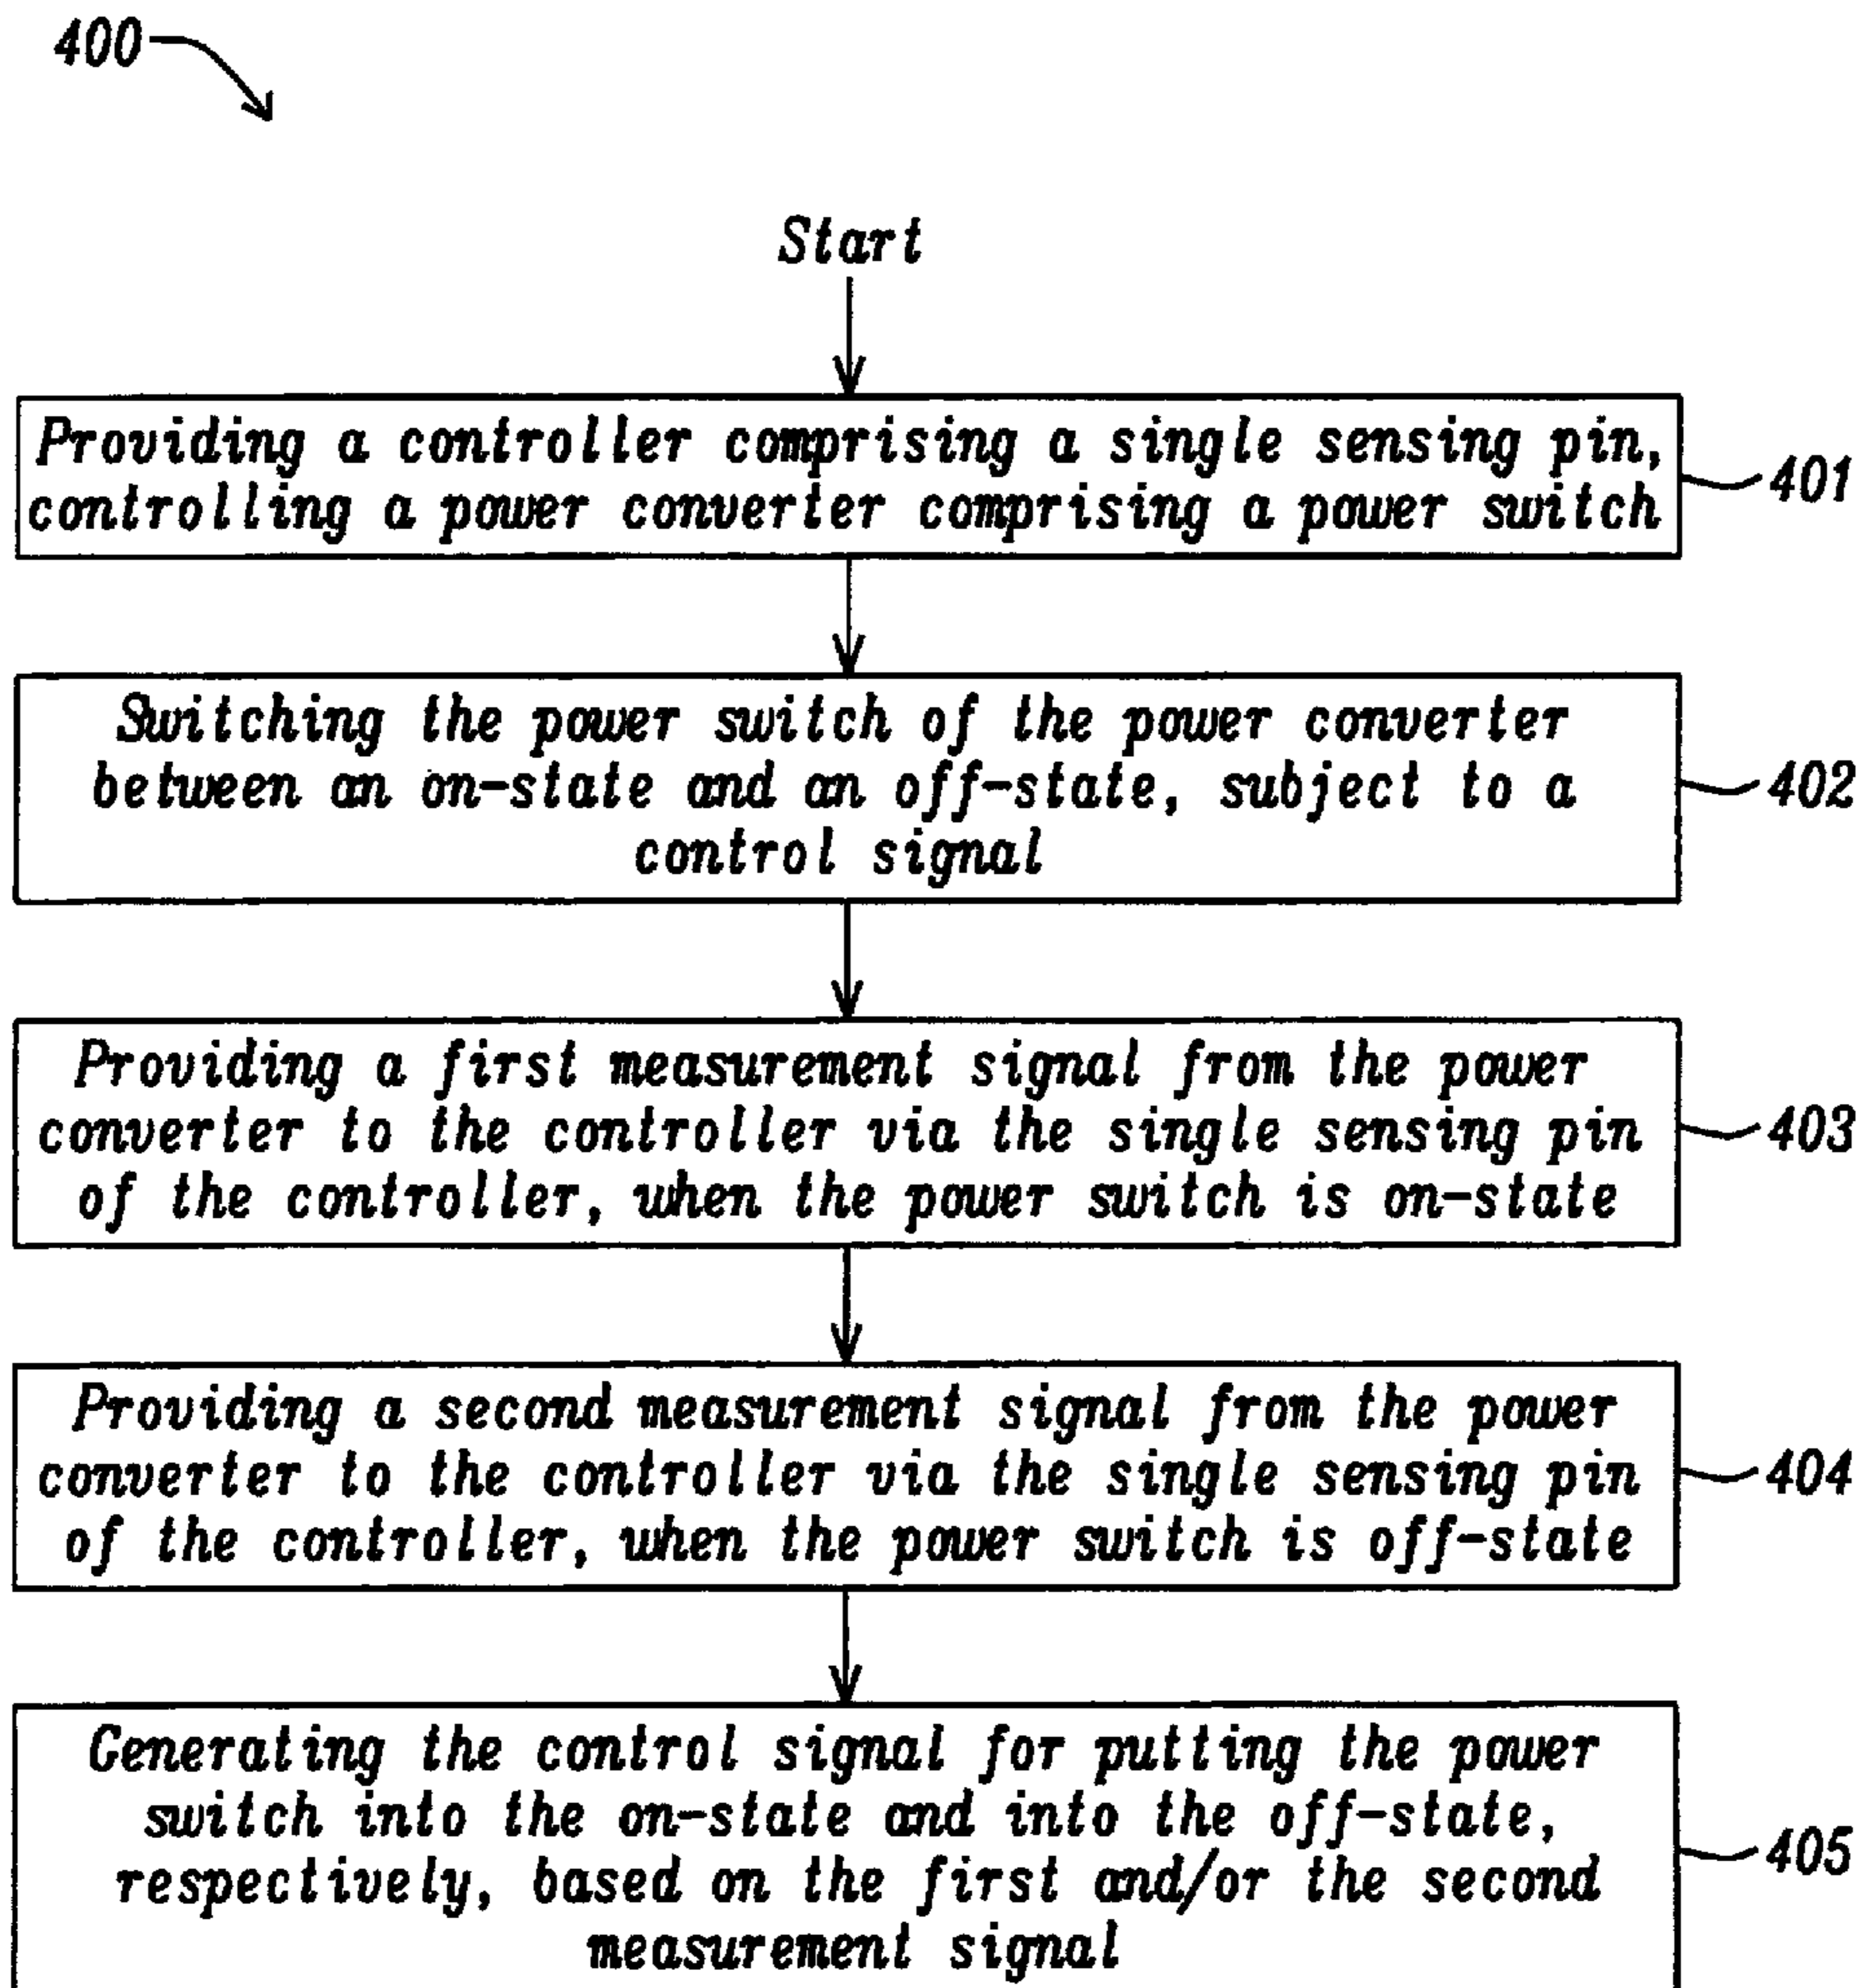 400
Start
Providing a controller comprising a single sensing pin,
controlling a power converter comprising a power switch
401
Switching the power switch of the power converter
between an on-state and an off-state, subject to a
control signal
402
Providing a first measurement signal from the power
converter to the controller via the single sensing pin
of the controller, when the power switch is on-state
403
Providing a second measurement signal from the power
converter to the controller via the single sensing pin
of the controller, when the power switch is off-state
404
Generating the control signal for putting the power
switch into the on-state and into the off-state,
respectively, based on the first and/or the second
measurement signal
405